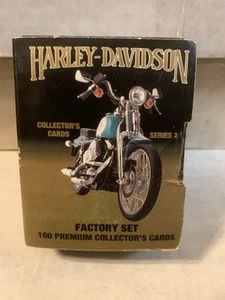 HARLEY-DAVIDSON
COLLECTOR'S
CARDS
SERIES 2
FACTORY SET
100 PREMIUM COLLECTOR'S CARDS